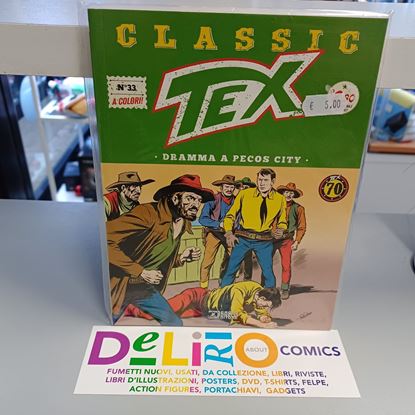 CLASSIC
N°33
A COLORI!
TEX
€ 5,00
· DRAMMA A PECOS CITY ·
70
DeLiRiO ABOUT COMICS
FUMETTI NUOVI, USATI, DA COLLEZIONE, LIBRI, RIVISTE,
LIBRI D'ILLUSTRAZIONI, POSTERS, DVD, T-SHIRTS, FELPE,
ACTION FIGURES, PORTACHIAVI, GADGETS